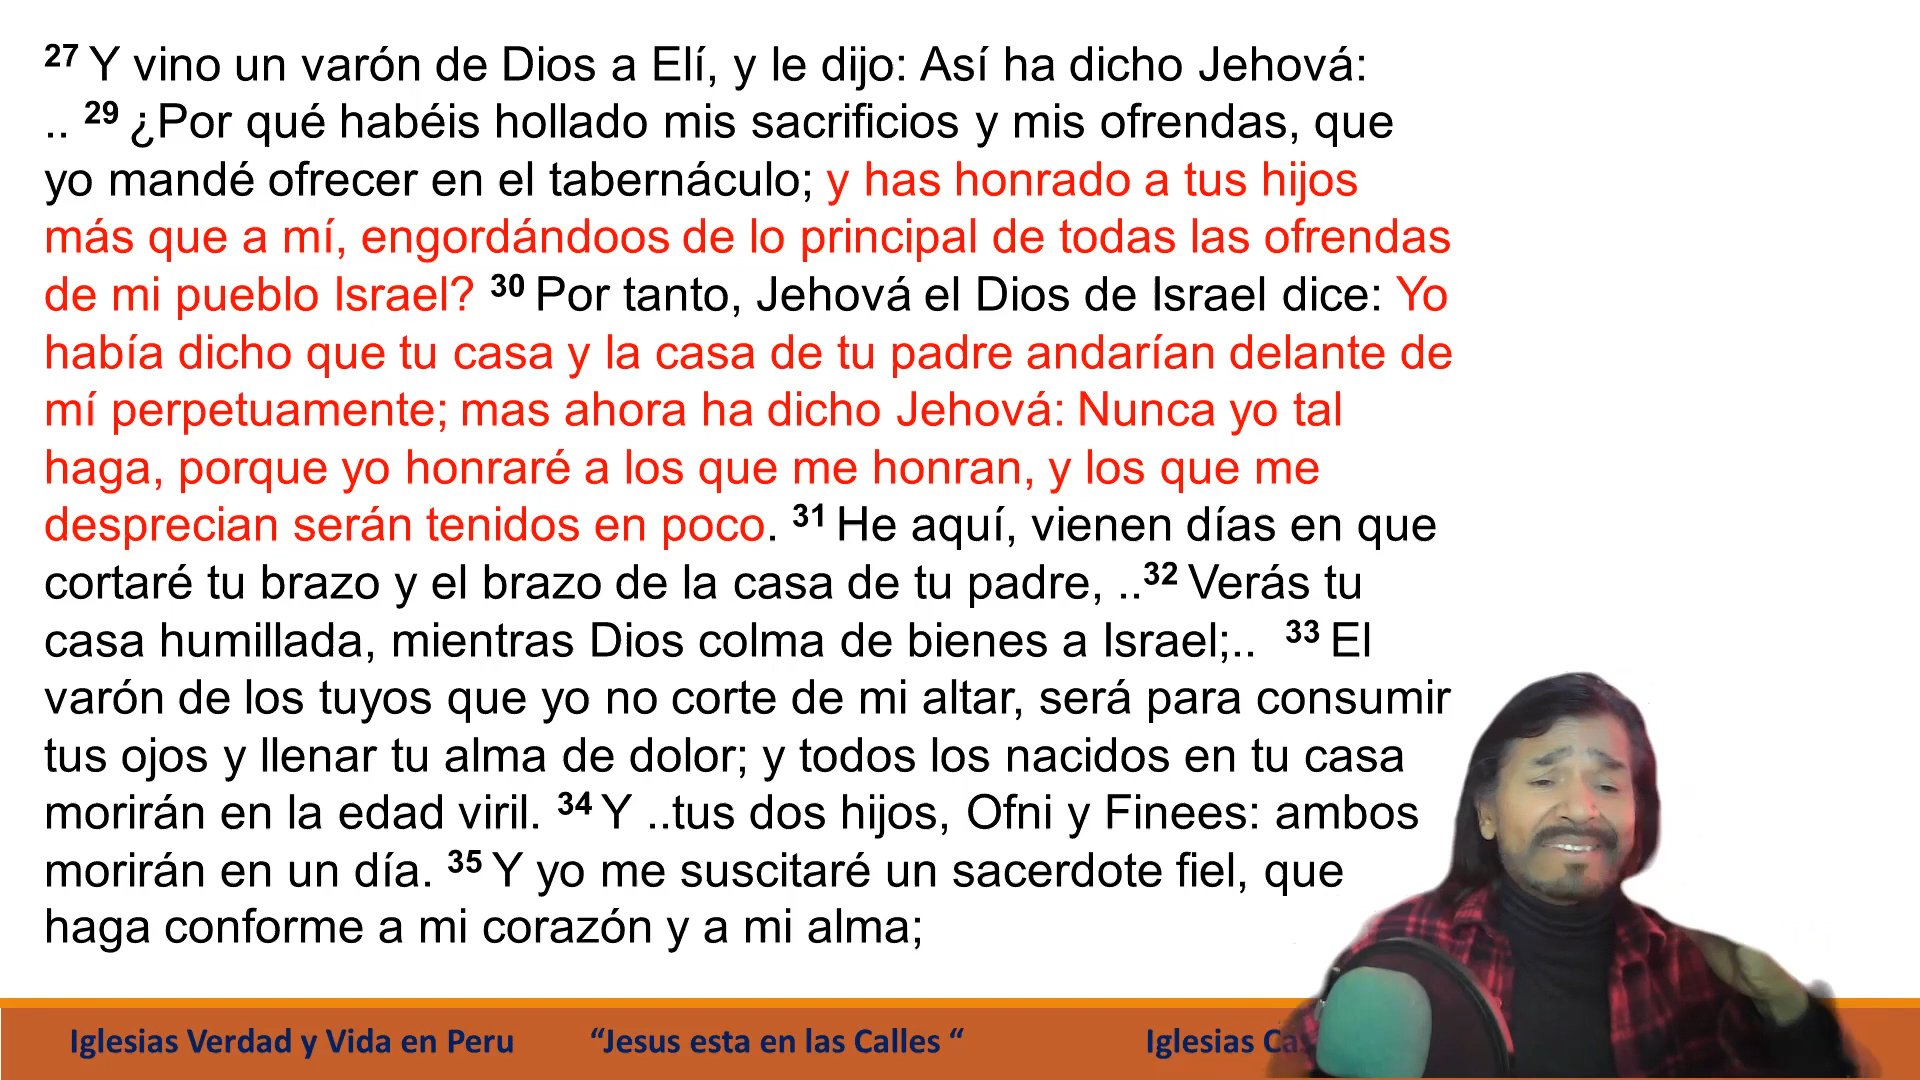 27 Y vino un varón de Dios a Elí, y le dijo: Así ha dicho Jehová:
.. 29 ¿Por qué habéis hollado mis sacrificios y mis ofrendas, que
yo mandé ofrecer en el tabernáculo; y has honrado a tus hijos
más que a mí, engordándoos de lo principal de todas las ofrendas
de mi pueblo Israel? 30 Por tanto, Jehová el Dios de Israel dice: Yo
había dicho que tu casa y la casa de tu padre andarían delante de
mí perpetuamente; mas ahora ha dicho Jehová: Nunca yo tal
haga, porque yo honraré a los que me honran, y los que me
desprecian serán tenidos en poco. 31 He aquí, vienen días en que
cortaré tu brazo y el brazo de la casa de tu padre, ..32 Verás tu
casa humillada, mientras Dios colma de bienes a Israel;.. 33 El
varón de los tuyos que yo no corte de mi altar, será para consumir
tus ojos y llenar tu alma de dolor; y todos los nacidos en tu casa
morirán en la edad viril. 34 Y ..tus dos hijos, Ofni y Finees: ambos
morirán en un día. 35 Y yo me suscitaré un sacerdote fiel, que
haga conforme a mi corazón y a mi alma;
Iglesias Verdad y Vida en Peru “Jesus esta en las Calles “ Iglesias